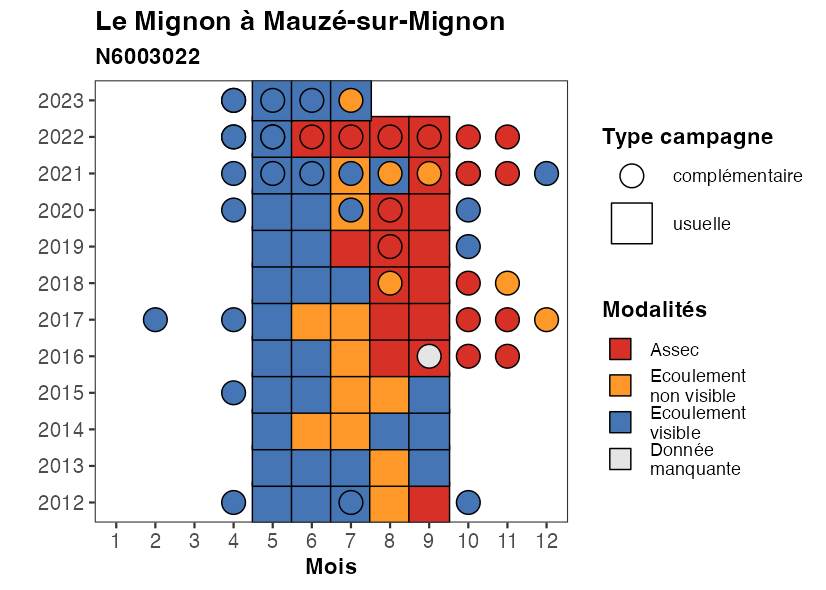 Le Mignon à Mauzé-sur-Mignon
N6003022
2023
2022
2021
2020
2019
2018
2017
2016
2015
2014
2013
2012
1 2 3 4 5 6 7 8 9 10 11 12
Mois
Type campagne
complémentaire
usuelle
Modalités
Assec
Ecoulement
non visible
Ecoulement
visible
Donnée
manquante